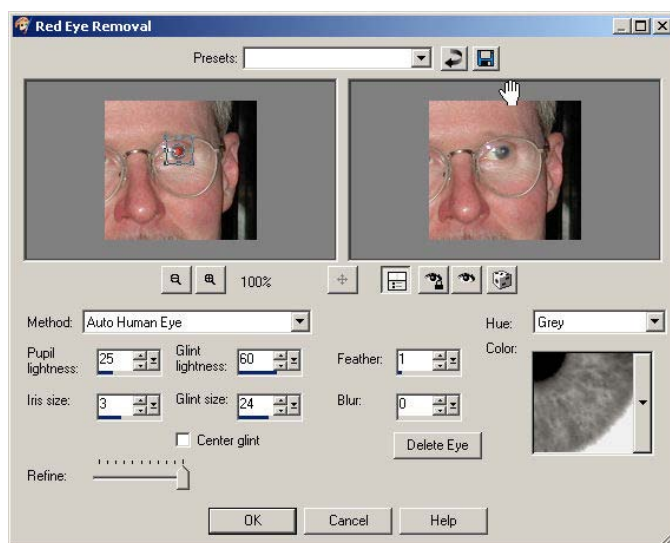 Red Eye Removal
Presets:
100%
Method: Auto Human Eye
Hue: Grey
Pupil lightness: 25
Glint lightness: 60
Feather: 1
Color:
Iris size: 3
Glint size: 24
Blur: 0
Center glint
Delete Eye
Refine:
OK Cancel Help